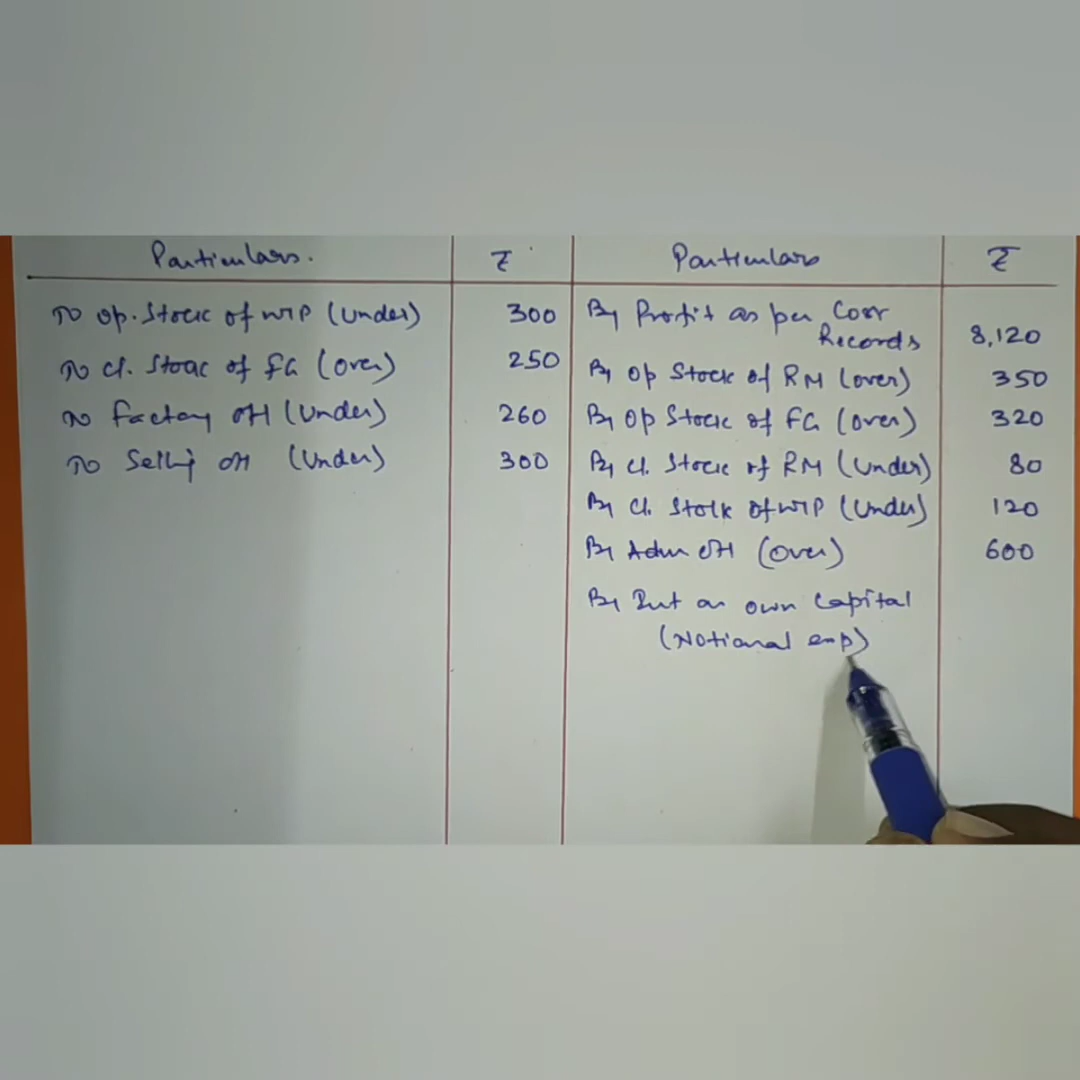 Particulars. ₹ Particulars ₹
To Op. Stock of WIP (Under) 300 By Profit as per Cost
Records 8,120
To Cl. Stock of FG (Over) 250 By Op Stock of RM (Over) 350
To Factory OH (Under) 260 By Op Stock of FG (Over) 320
To Selling OH (Under) 300 By Cl. Stock of RM (Under) 80
By Cl. Stock of WIP (Under) 120
By Adm OH (Over) 600
By Int on own Capital
(Notional exp)